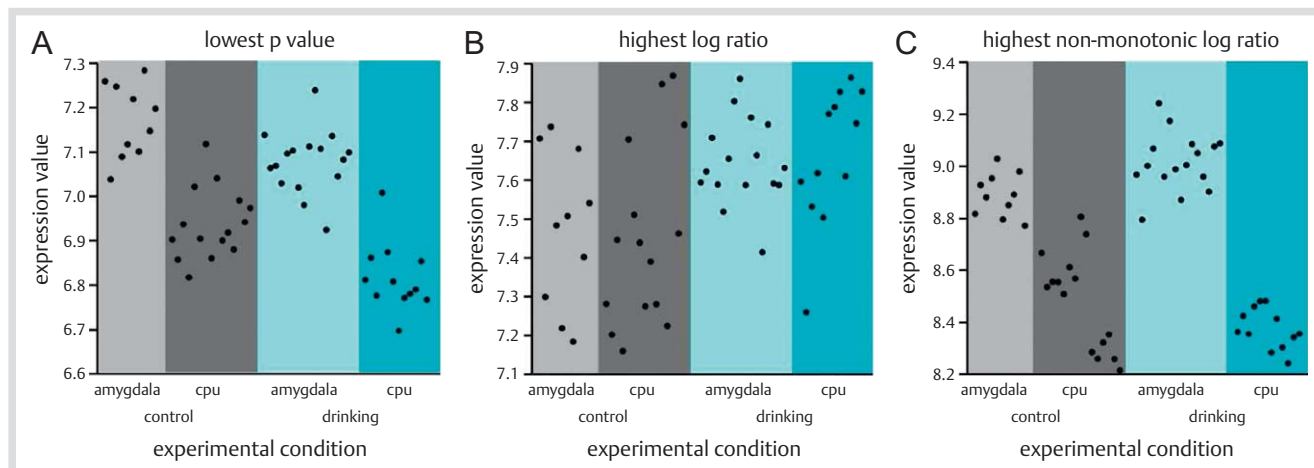 A lowest p value
expression value
7.3
7.2
7.1
7.0
6.9
6.8
6.7
6.6
amygdala cpu amygdala cpu
control drinking
experimental condition
B highest log ratio
expression value
7.9
7.8
7.7
7.6
7.5
7.4
7.3
7.2
7.1
amygdala cpu amygdala cpu
control drinking
experimental condition
C highest non-monotonic log ratio
expression value
9.4
9.2
9.0
8.8
8.6
8.4
8.2
amygdala cpu amygdala cpu
control drinking
experimental condition